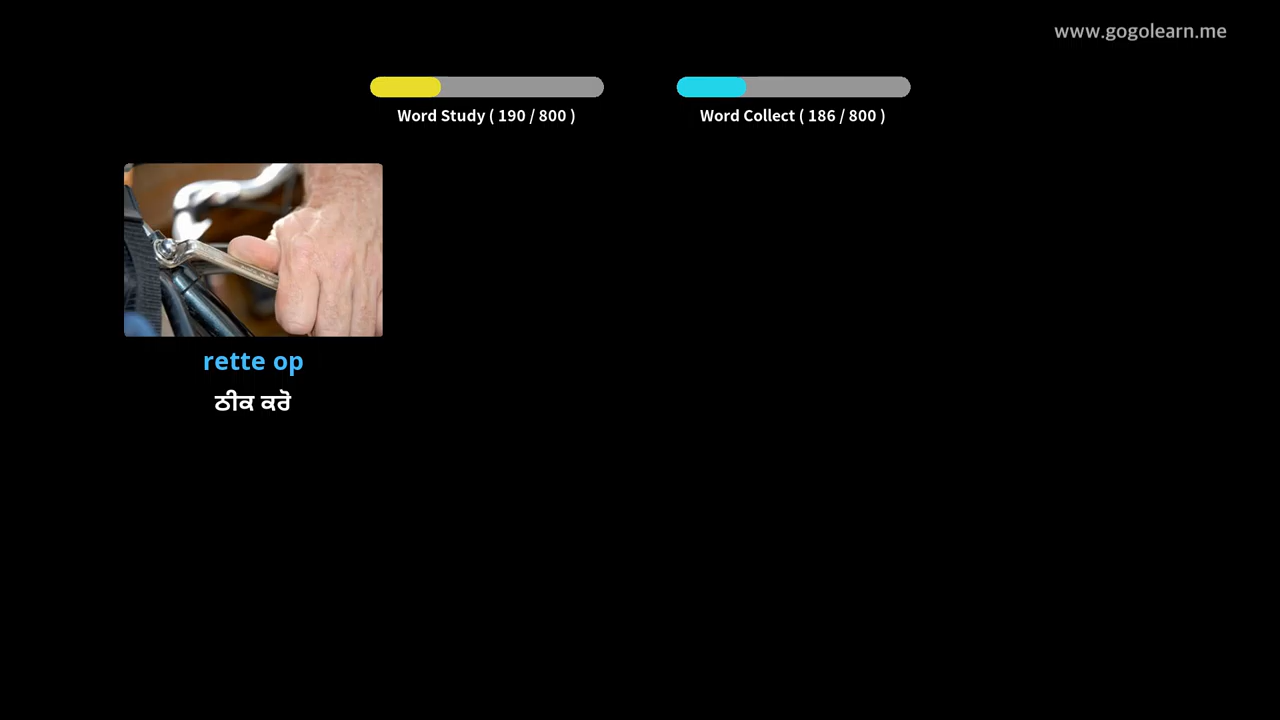 www.gogolearn.me
Word Study ( 190 / 800 )
Word Collect ( 186 / 800 )
rette op
ਠੀਕ ਕਰੋ